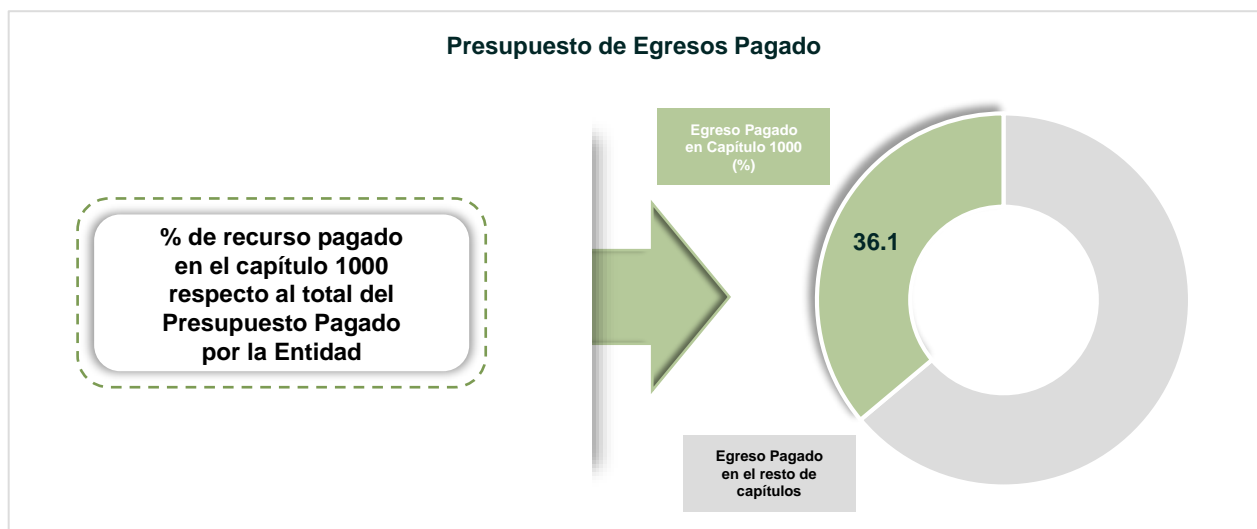 Presupuesto de Egresos Pagado
Egreso Pagado
en Capítulo 1000
(%)
% de recurso pagado
en el capítulo 1000
respecto al total del
Presupuesto Pagado
por la Entidad
36.1
Egreso Pagado
en el resto de
capítulos